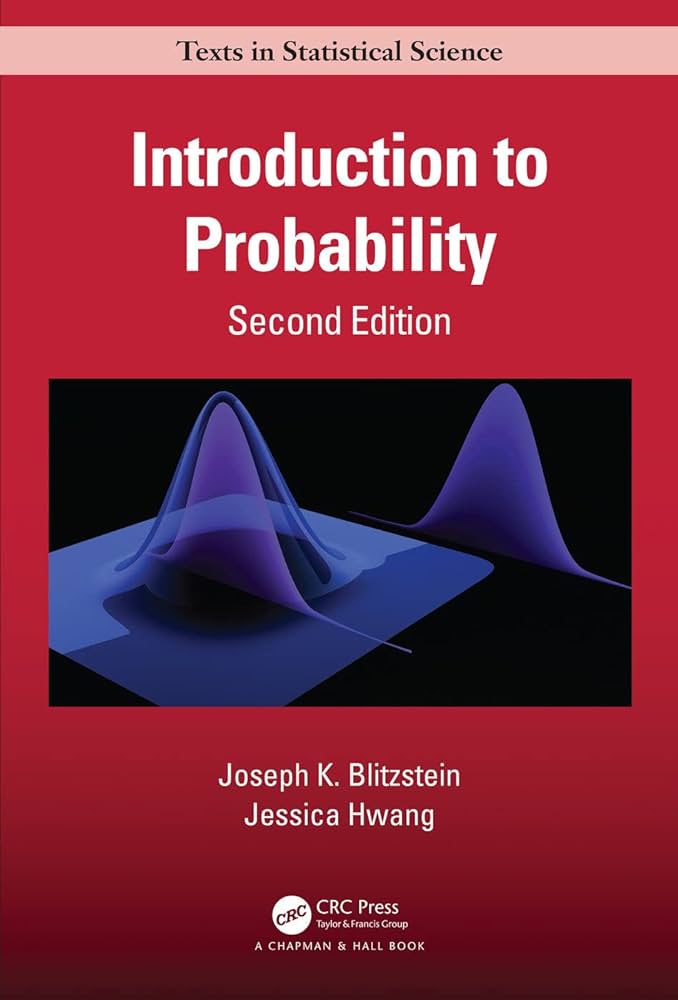 Texts in Statistical Science
Introduction to
Probability
Second Edition
Joseph K. Blitzstein
Jessica Hwang
CRC
CRC Press
Taylor & Francis Group
A CHAPMAN & HALL BOOK